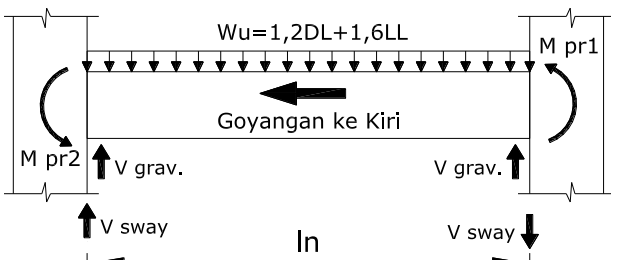 Wu=1,2DL+1,6LL
M pr1
Goyangan ke Kiri
M pr2
V grav.
V grav.
V sway
V sway
ln